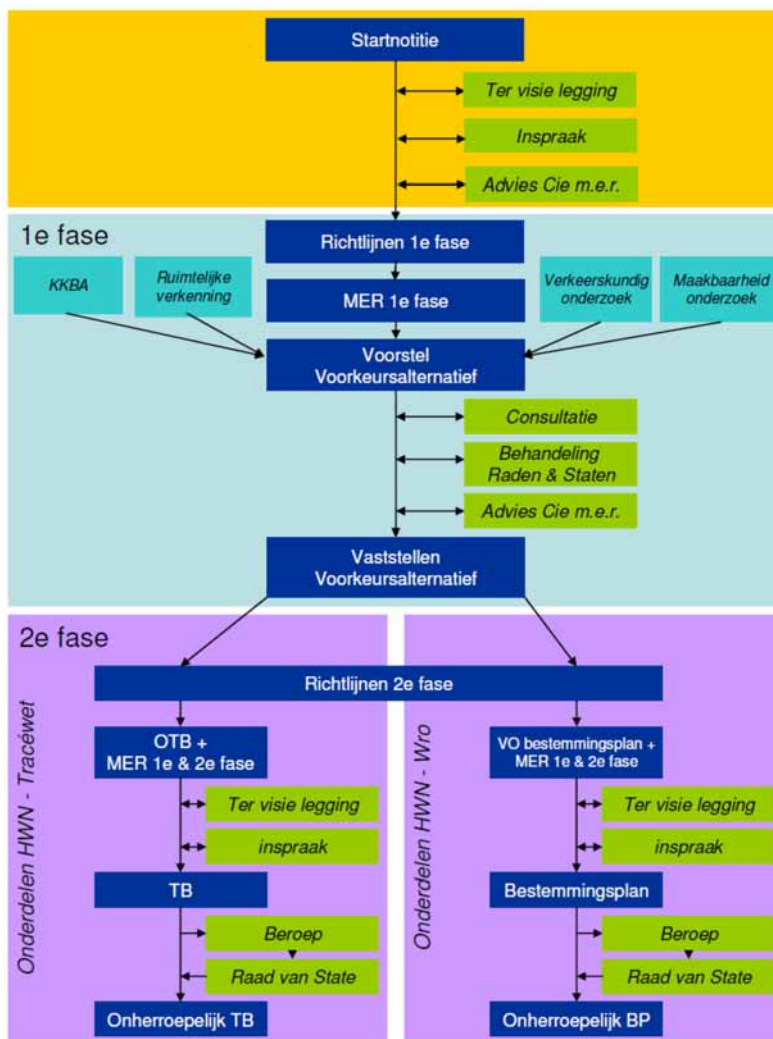 Startnotitie
Ter visie legging
Inspraak
Advies Cie m.e.r.
1e fase
Richtlijnen 1e fase
KKBA
Ruimtelijke
verkenning
MER 1e fase
Verkeerskundig
onderzoek
Maakbaarheid
onderzoek
Voorstel
Voorkeursalternatief
Consultatie
Behandeling
Raden & Staten
Advies Cie m.e.r.
Vaststellen
Voorkeursalternatief
2e fase
Richtlijnen 2e fase
Onderdelen HWN - Tracéwet
OTB +
MER 1e & 2e fase
Ter visie legging
inspraak
TB
Beroep
Raad van State
Onherroepelijk TB
Onderdelen HWN - Wro
VO bestemmingsplan +
MER 1e & 2e fase
Ter visie legging
inspraak
Bestemmingsplan
Beroep
Raad van State
Onherroepelijk BP